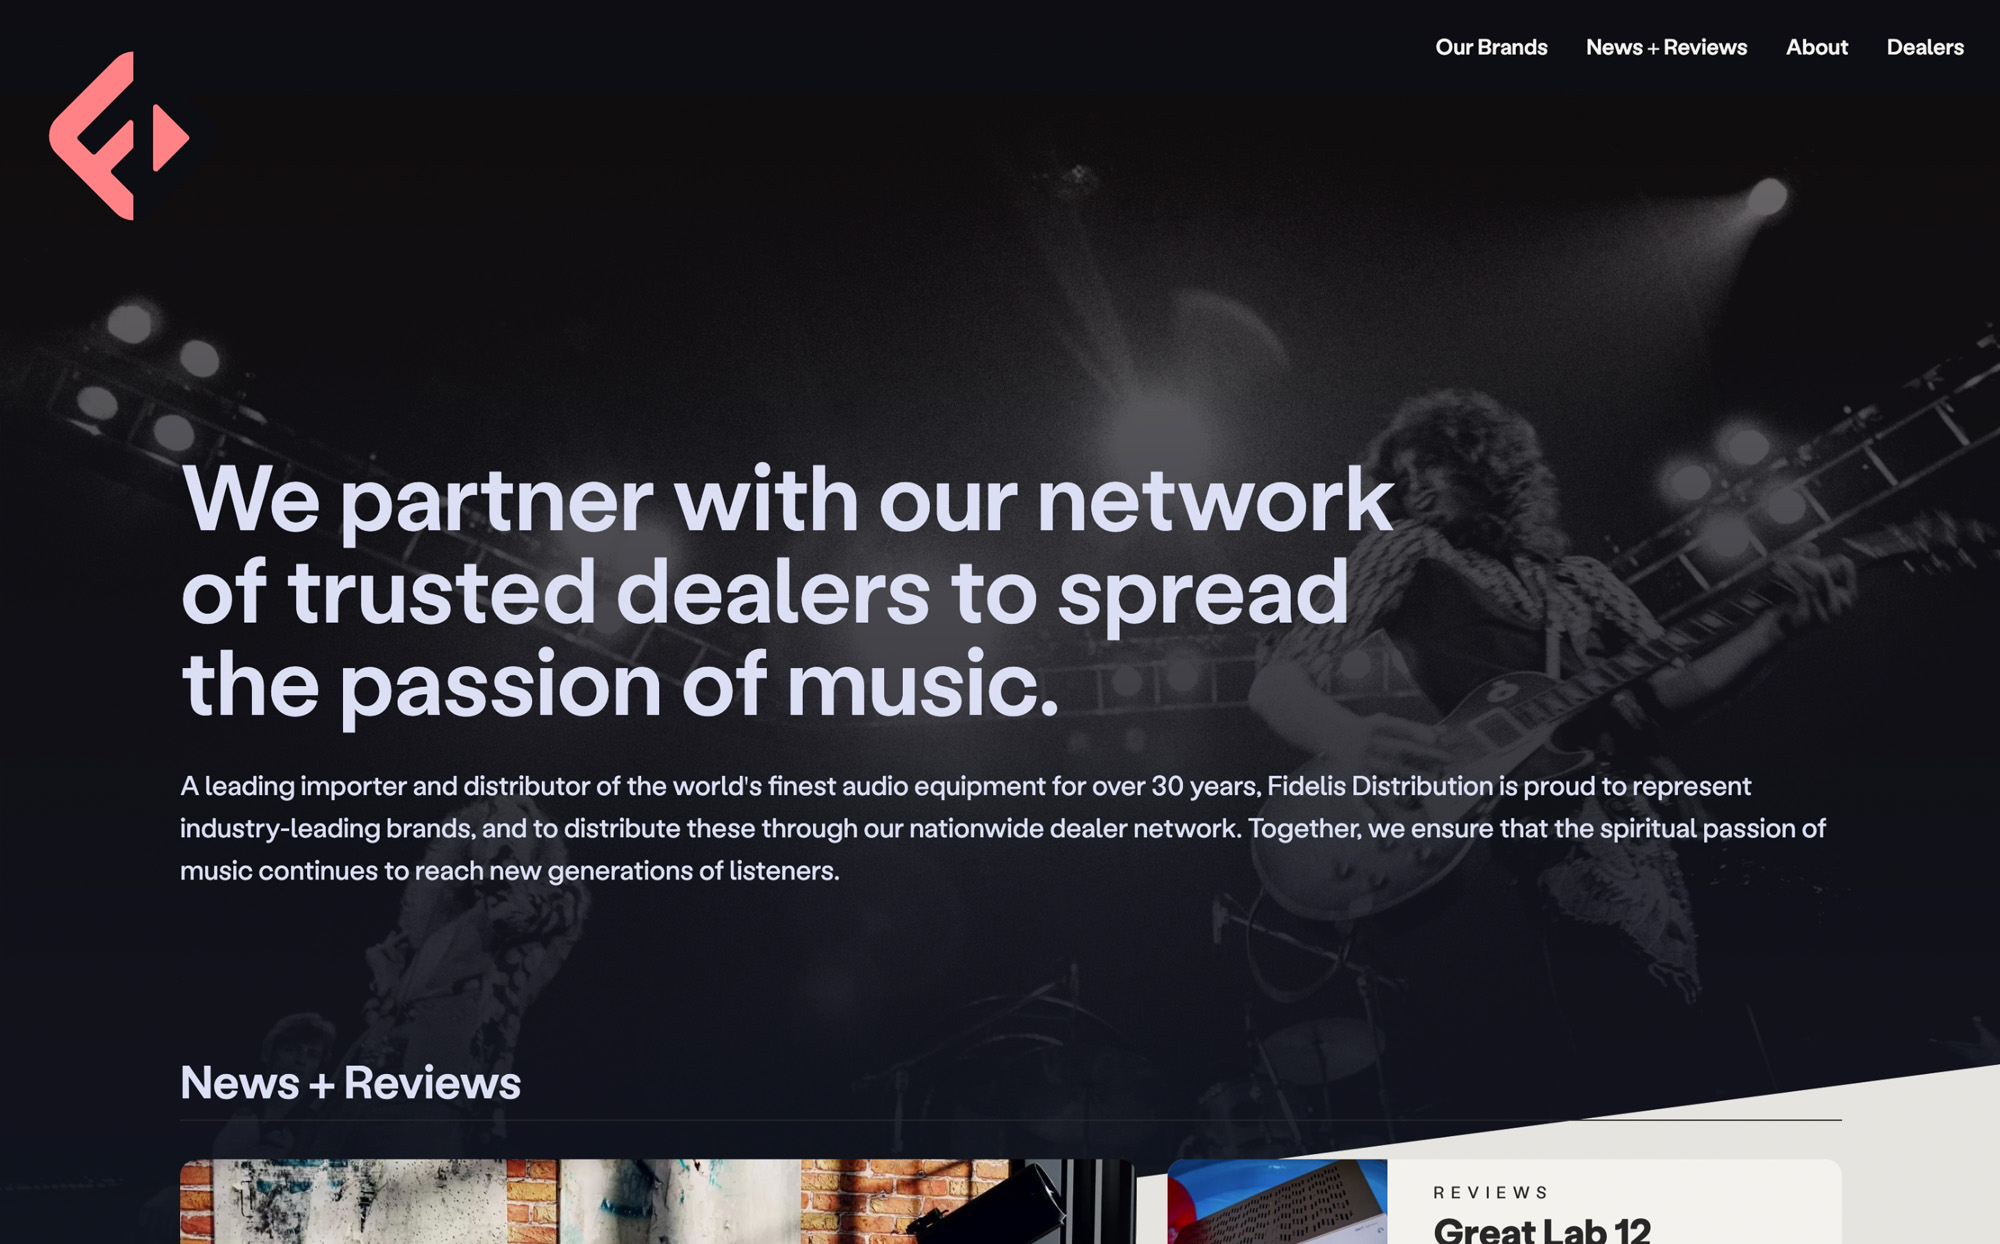 Our Brands
News + Reviews
About
Dealers
We partner with our network
of trusted dealers to spread
the passion of music.
A leading importer and distributor of the world's finest audio equipment for over 30 years, Fidelis Distribution is proud to represent
industry-leading brands, and to distribute these through our nationwide dealer network. Together, we ensure that the spiritual passion of
music continues to reach new generations of listeners.
News + Reviews
REVIEWS
Great Lab 12